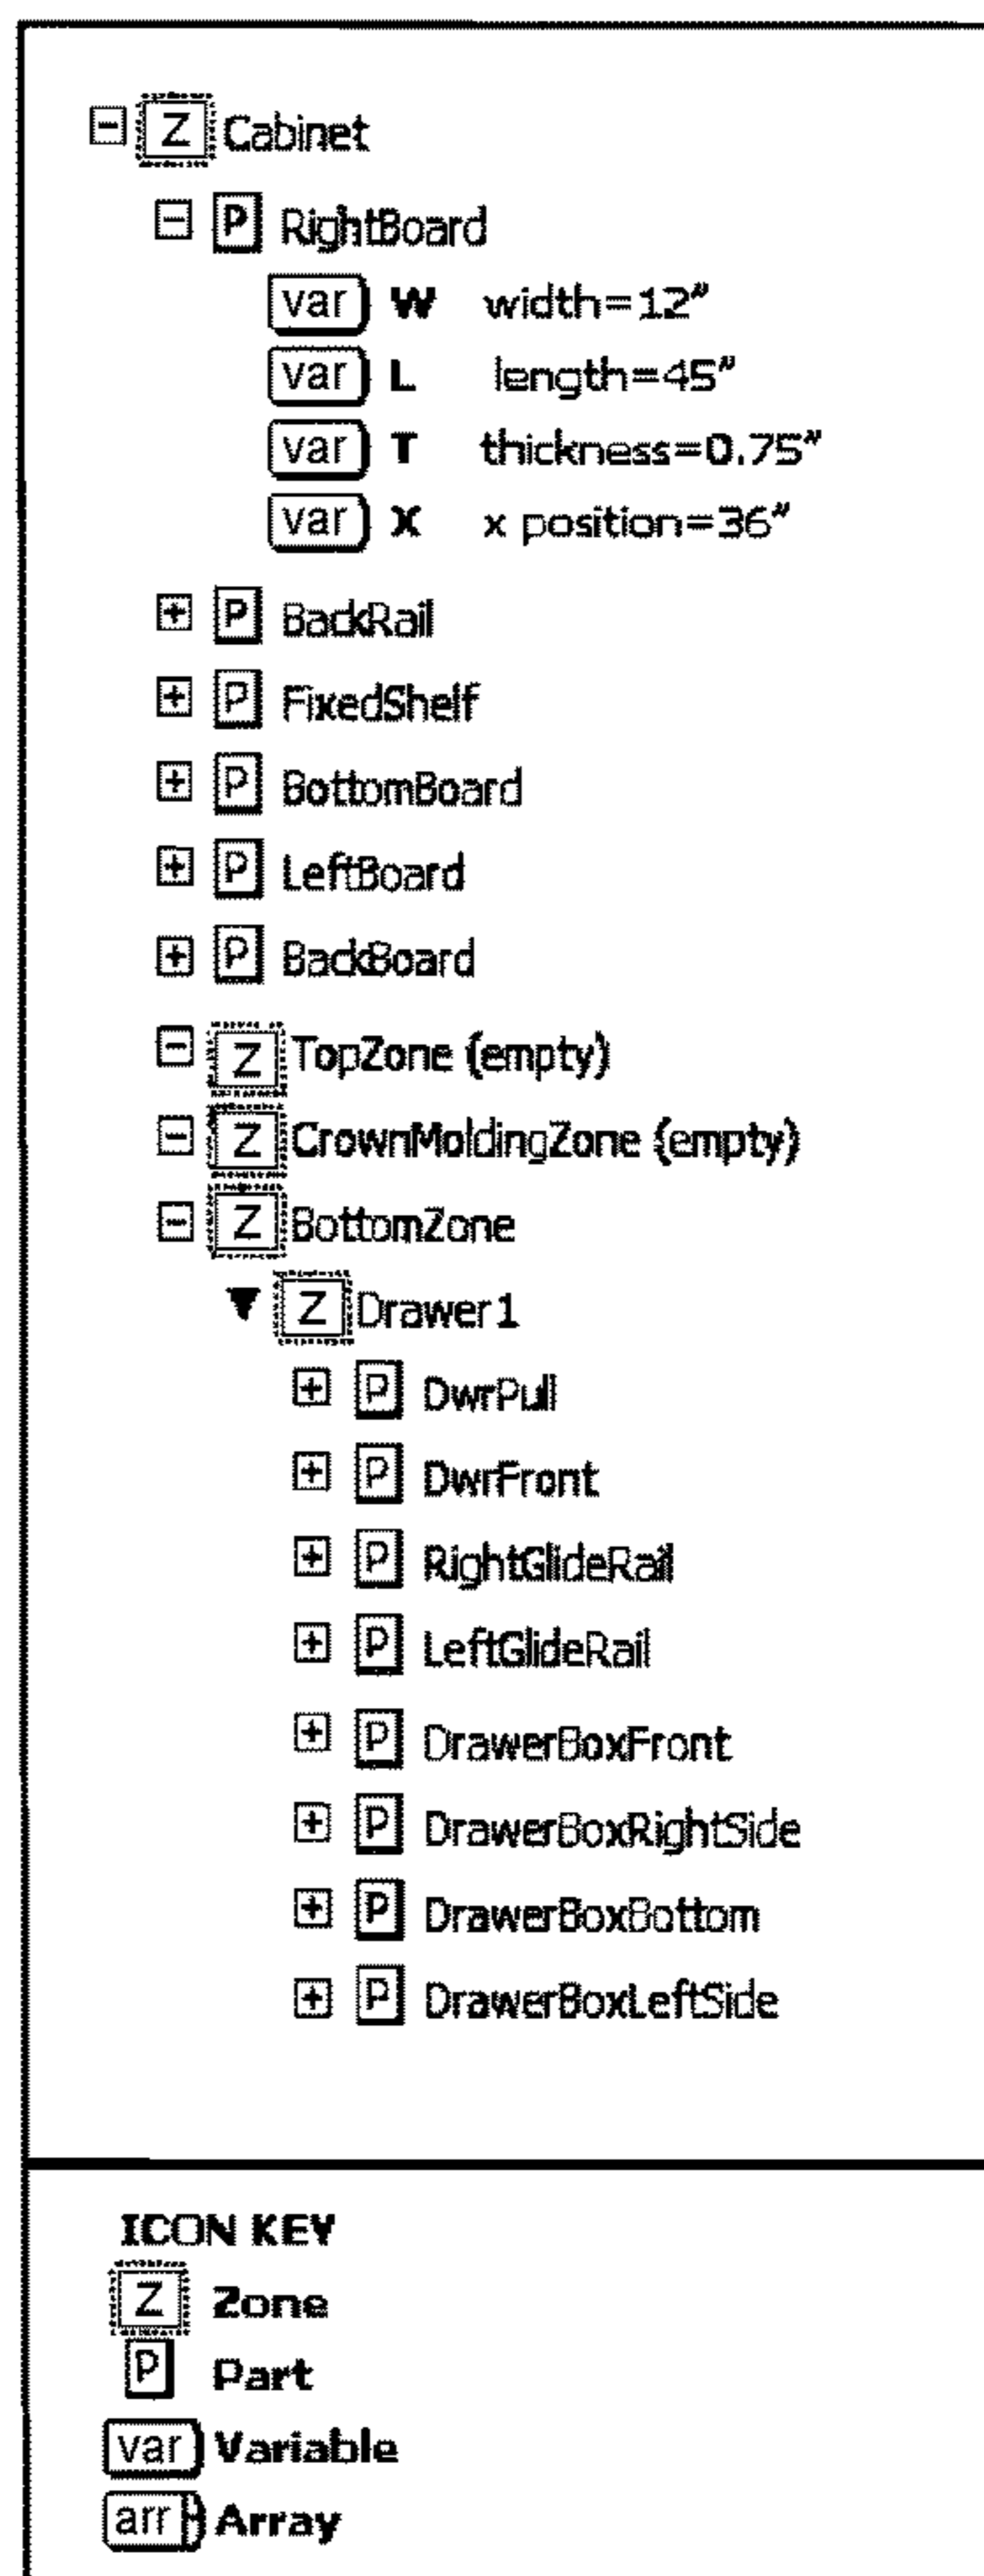 Z Cabinet
P RightBoard
var W width=12"
var L length=45"
var T thickness=0.75"
var X x position=36"
P BackRail
P FixedShelf
P BottomBoard
P LeftBoard
P BackBoard
Z TopZone (empty)
Z CrownMoldingZone (empty)
Z BottomZone
Z Drawer1
P DwrPull
P DwrFront
P RightGlideRail
P LeftGlideRail
P DrawerBoxFront
P DrawerBoxRightSide
P DrawerBoxBottom
P DrawerBoxLeftSide
ICON KEY
Z Zone
P Part
var Variable
arr Array